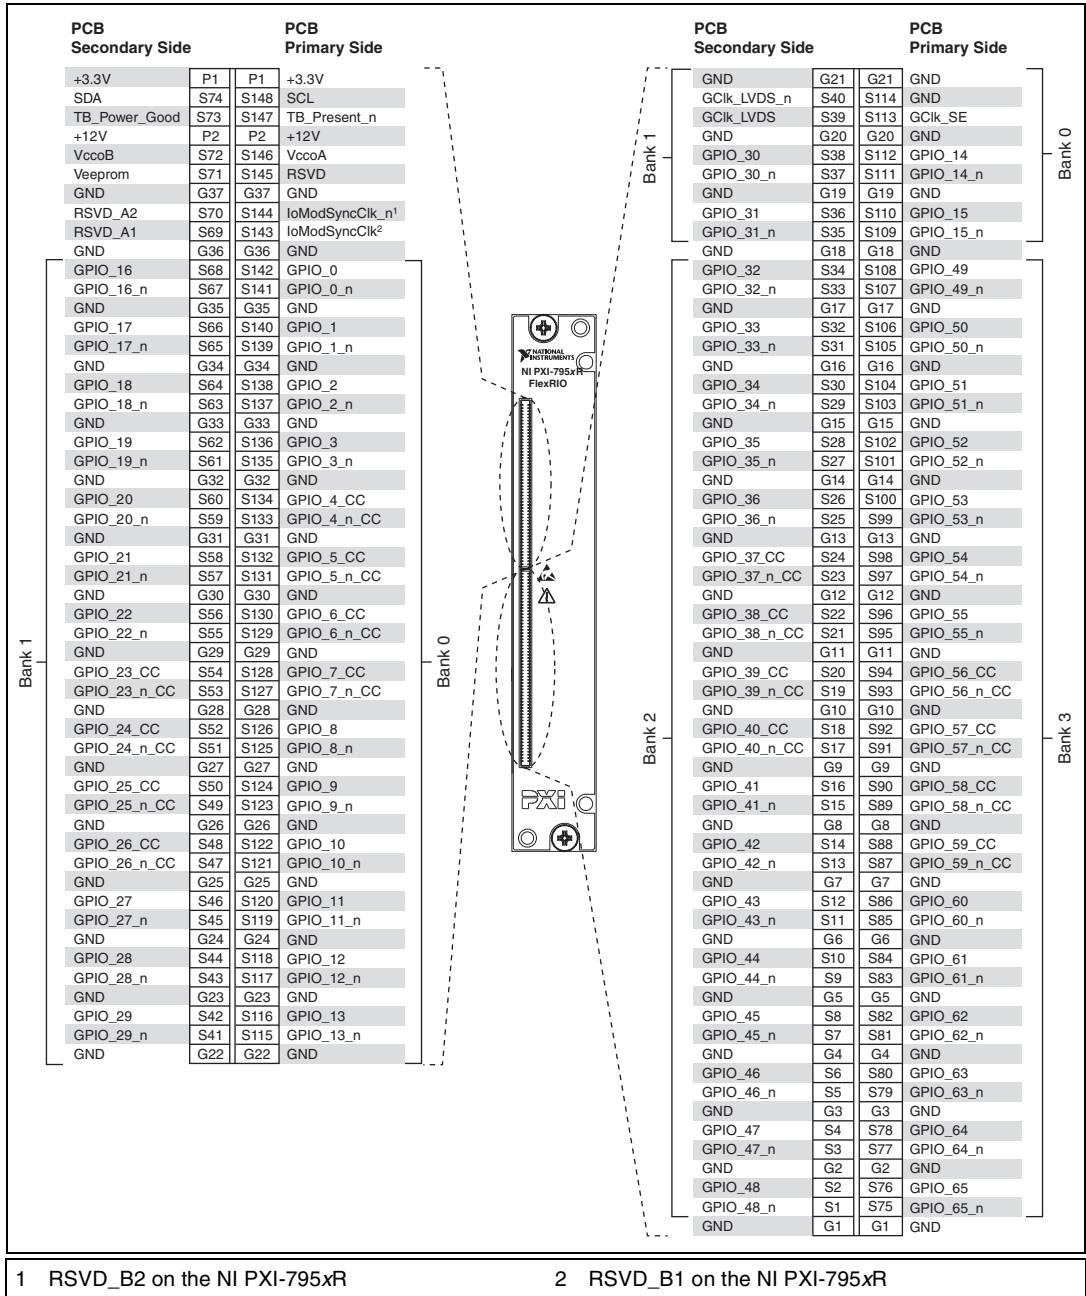 PCB Secondary Side PCB Primary Side
+3.3V P1 P1 +3.3V
SDA S74 S148 SCL
TB_Power_Good S73 S147 TB_Present_n
+12V P2 P2 +12V
VccoB S72 S146 VccoA
Veeprom S71 S145 RSVD
GND G37 G37 GND
RSVD_A2 S70 S144 IoModSyncClk_n¹
RSVD_A1 S69 S143 IoModSyncClk²
GND G36 G36 GND
GPIO_16 S68 S142 GPIO_0
GPIO_16_n S67 S141 GPIO_0_n
GND G35 G35 GND
GPIO_17 S66 S140 GPIO_1
GPIO_17_n S65 S139 GPIO_1_n
GND G34 G34 GND
GPIO_18 S64 S138 GPIO_2
GPIO_18_n S63 S137 GPIO_2_n
GND G33 G33 GND
GPIO_19 S62 S136 GPIO_3
GPIO_19_n S61 S135 GPIO_3_n
GND G32 G32 GND
GPIO_20 S60 S134 GPIO_4_CC
GPIO_20_n S59 S133 GPIO_4_n_CC
GND G31 G31 GND
GPIO_21 S58 S132 GPIO_5_CC
GPIO_21_n S57 S131 GPIO_5_n_CC
GND G30 G30 GND
GPIO_22 S56 S130 GPIO_6_CC
GPIO_22_n S55 S129 GPIO_6_n_CC
GND G29 G29 GND
GPIO_23_CC S54 S128 GPIO_7_CC
GPIO_23_n_CC S53 S127 GPIO_7_n_CC
GND G28 G28 GND
GPIO_24_CC S52 S126 GPIO_8
GPIO_24_n_CC S51 S125 GPIO_8_n
GND G27 G27 GND
GPIO_25_CC S50 S124 GPIO_9
GPIO_25_n_CC S49 S123 GPIO_9_n
GND G26 G26 GND
GPIO_26_CC S48 S122 GPIO_10
GPIO_26_n_CC S47 S121 GPIO_10_n
GND G25 G25 GND
GPIO_27 S46 S120 GPIO_11
GPIO_27_n S45 S119 GPIO_11_n
GND G24 G24 GND
GPIO_28 S44 S118 GPIO_12
GPIO_28_n S43 S117 GPIO_12_n
GND G23 G23 GND
GPIO_29 S42 S116 GPIO_13
GPIO_29_n S41 S115 GPIO_13_n
GND G22 G22 GND
Bank 1
Bank 0
NATIONAL
INSTRUMENTS
NI PXI-795xR
FlexRIO
PXI
PCB Secondary Side PCB Primary Side
GND G21 G21 GND
GClk_LVDS_n S40 S114 GND
GClk_LVDS S39 S113 GClk_SE
GND G20 G20 GND
GPIO_30 S38 S112 GPIO_14
GPIO_30_n S37 S111 GPIO_14_n
GND G19 G19 GND
GPIO_31 S36 S110 GPIO_15
GPIO_31_n S35 S109 GPIO_15_n
GND G18 G18 GND
GPIO_32 S34 S108 GPIO_49
GPIO_32_n S33 S107 GPIO_49_n
GND G17 G17 GND
GPIO_33 S32 S106 GPIO_50
GPIO_33_n S31 S105 GPIO_50_n
GND G16 G16 GND
GPIO_34 S30 S104 GPIO_51
GPIO_34_n S29 S103 GPIO_51_n
GND G15 G15 GND
GPIO_35 S28 S102 GPIO_52
GPIO_35_n S27 S101 GPIO_52_n
GND G14 G14 GND
GPIO_36 S26 S100 GPIO_53
GPIO_36_n S25 S99 GPIO_53_n
GND G13 G13 GND
GPIO_37_CC S24 S98 GPIO_54
GPIO_37_n_CC S23 S97 GPIO_54_n
GND G12 G12 GND
GPIO_38_CC S22 S96 GPIO_55
GPIO_38_n_CC S21 S95 GPIO_55_n
GND G11 G11 GND
GPIO_39_CC S20 S94 GPIO_56_CC
GPIO_39_n_CC S19 S93 GPIO_56_n_CC
GND G10 G10 GND
GPIO_40_CC S18 S92 GPIO_57_CC
GPIO_40_n_CC S17 S91 GPIO_57_n_CC
GND G9 G9 GND
GPIO_41 S16 S90 GPIO_58_CC
GPIO_41_n S15 S89 GPIO_58_n_CC
GND G8 G8 GND
GPIO_42 S14 S88 GPIO_59_CC
GPIO_42_n S13 S87 GPIO_59_n_CC
GND G7 G7 GND
GPIO_43 S12 S86 GPIO_60
GPIO_43_n S11 S85 GPIO_60_n
GND G6 G6 GND
GPIO_44 S10 S84 GPIO_61
GPIO_44_n S9 S83 GPIO_61_n
GND G5 G5 GND
GPIO_45 S8 S82 GPIO_62
GPIO_45_n S7 S81 GPIO_62_n
GND G4 G4 GND
GPIO_46 S6 S80 GPIO_63
GPIO_46_n S5 S79 GPIO_63_n
GND G3 G3 GND
GPIO_47 S4 S78 GPIO_64
GPIO_47_n S3 S77 GPIO_64_n
GND G2 G2 GND
GPIO_48 S2 S76 GPIO_65
GPIO_48_n S1 S75 GPIO_65_n
GND G1 G1 GND
Bank 1
Bank 0
Bank 2
Bank 3
1 RSVD_B2 on the NI PXI-795xR
2 RSVD_B1 on the NI PXI-795xR